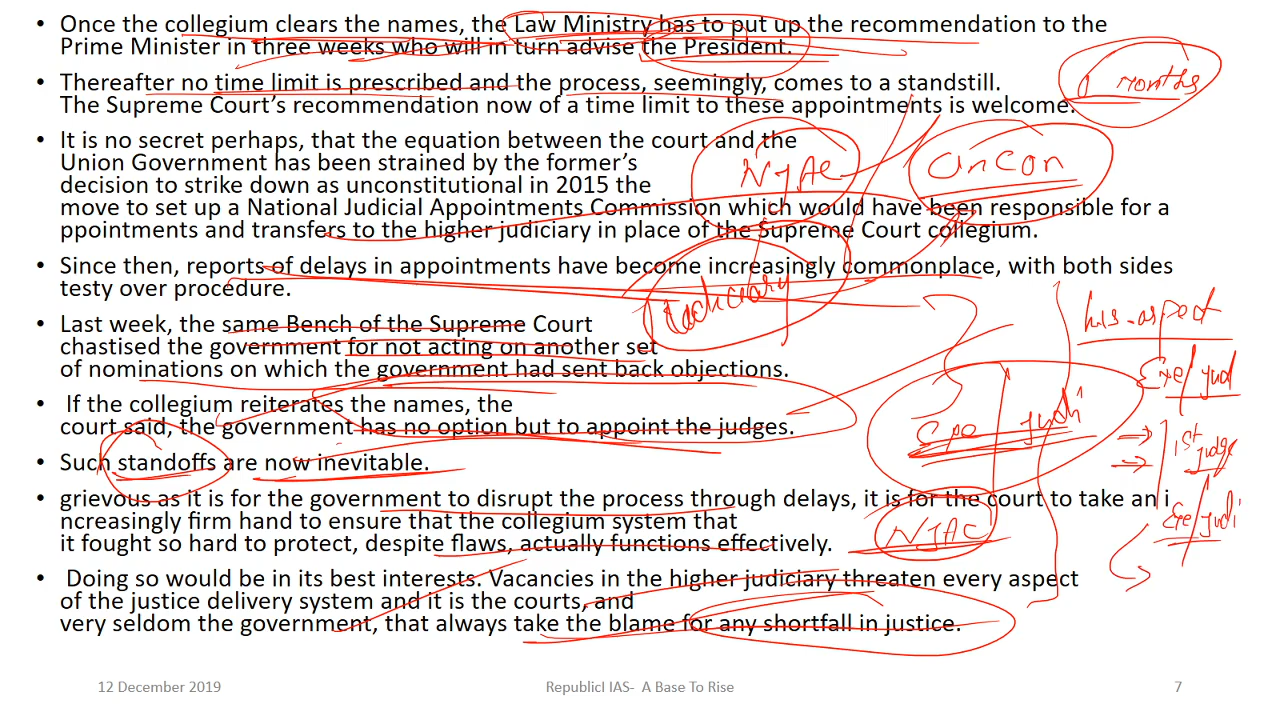 • Once the collegium clears the names, the Law Ministry has to put up the recommendation to the
Prime Minister in three weeks who will in turn advise the President.
• Thereafter no time limit is prescribed and the process, seemingly, comes to a standstill.
The Supreme Court's recommendation now of a time limit to these appointments is welcome.
months
• It is no secret perhaps, that the equation between the court and the
Union Government has been strained by the former's
decision to strike down as unconstitutional in 2015 the
move to set up a National Judicial Appointments Commission which would have been responsible for a
ppointments and transfers to the higher judiciary in place of the Supreme Court collegium.
NJAC
UnCon
• Since then, reports of delays in appointments have become increasingly commonplace, with both sides
testy over procedure.
Judiciary
• Last week, the same Bench of the Supreme Court
chastised the government for not acting on another set
of nominations on which the government had sent back objections.
his.aspect
Exe/Jud
• If the collegium reiterates the names, the
court said, the government has no option but to appoint the judges.
Exe Judi
1st
Judge
• Such standoffs are now inevitable.
• grievous as it is for the government to disrupt the process through delays, it is for the court to take an i
ncreasingly firm hand to ensure that the collegium system that
it fought so hard to protect, despite flaws, actually functions effectively.
NJAC
Exe/Judi
• Doing so would be in its best interests. Vacancies in the higher judiciary threaten every aspect
of the justice delivery system and it is the courts, and
very seldom the government, that always take the blame for any shortfall in justice.
12 December 2019
RepublicI IAS- A Base To Rise
7